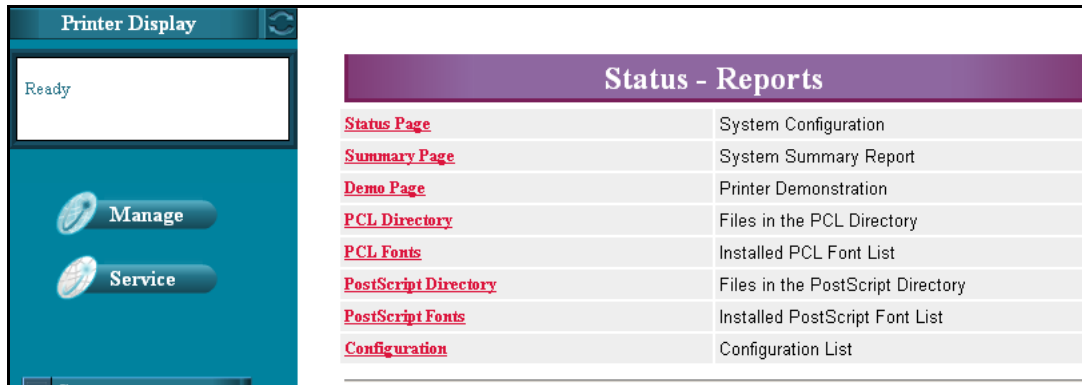 Printer Display
Ready
Manage
Service
Status - Reports
Status Page System Configuration
Summary Page System Summary Report
Demo Page Printer Demonstration
PCL Directory Files in the PCL Directory
PCL Fonts Installed PCL Font List
PostScript Directory Files in the PostScript Directory
PostScript Fonts Installed PostScript Font List
Configuration Configuration List